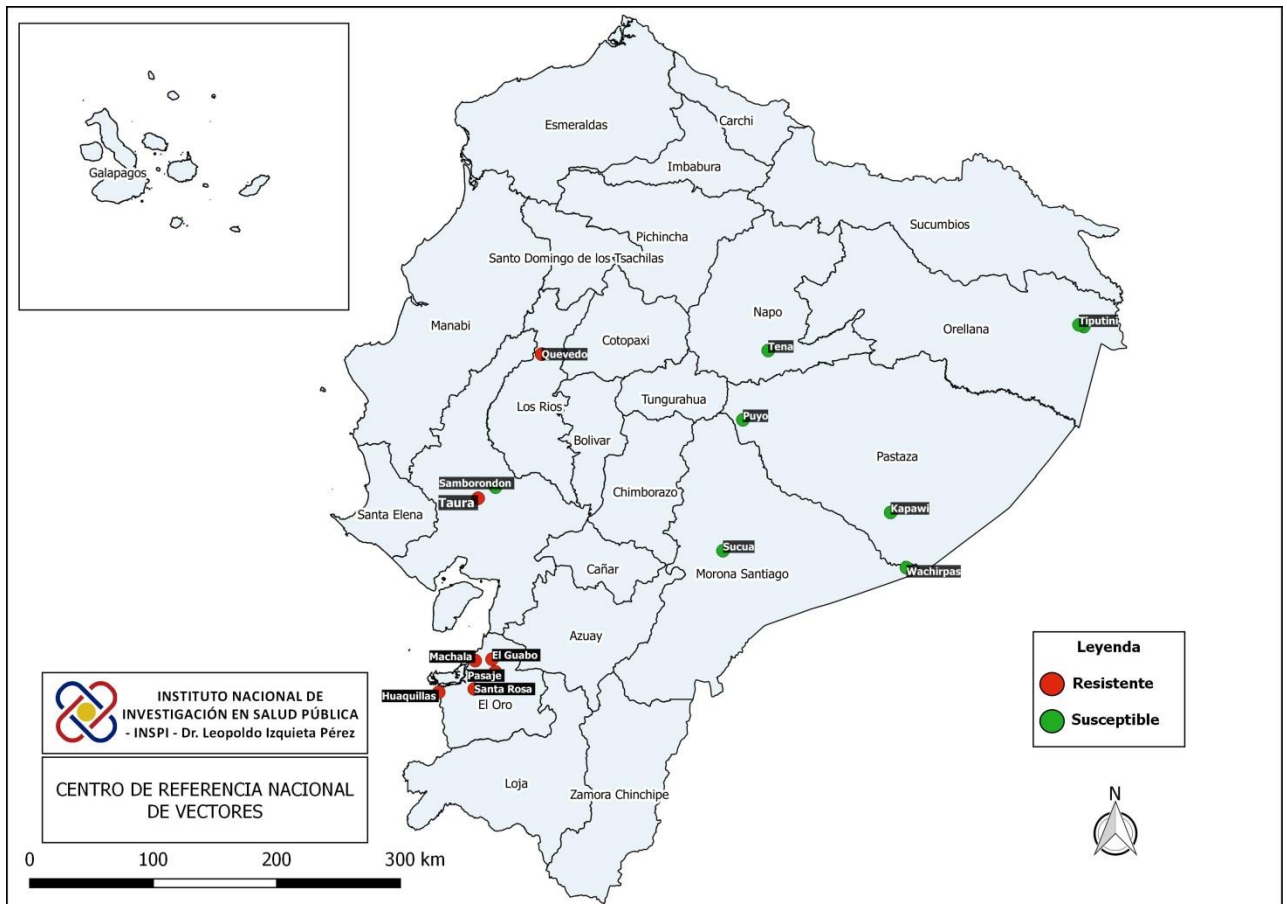 Esmeraldas
Carchi
Imbabura
Galapagos
Sucumbios
Pichincha
Santo Domingo de los Tsachilas
Napo
Manabi
Orellana
Tiputini
Cotopaxi
Tena
Quevedo
Tungurahua
Los Rios
Puyo
Bolivar
Pastaza
Samborondon
Chimborazo
Taura
Santa Elena
Kapawi
Sucua
Cañar
Morona Santiago
Wachirpas
Azuay
Machala
El Guabo
Pasaje
Huaquillas
Santa Rosa
El Oro
Loja
Zamora Chinchipe
Leyenda
Resistente
Susceptible
INSTITUTO NACIONAL DE
INVESTIGACIÓN EN SALUD PÚBLICA
- INSPI - Dr. Leopoldo Izquieta Pérez
CENTRO DE REFERENCIA NACIONAL
DE VECTORES
N
0 100 200 300 km